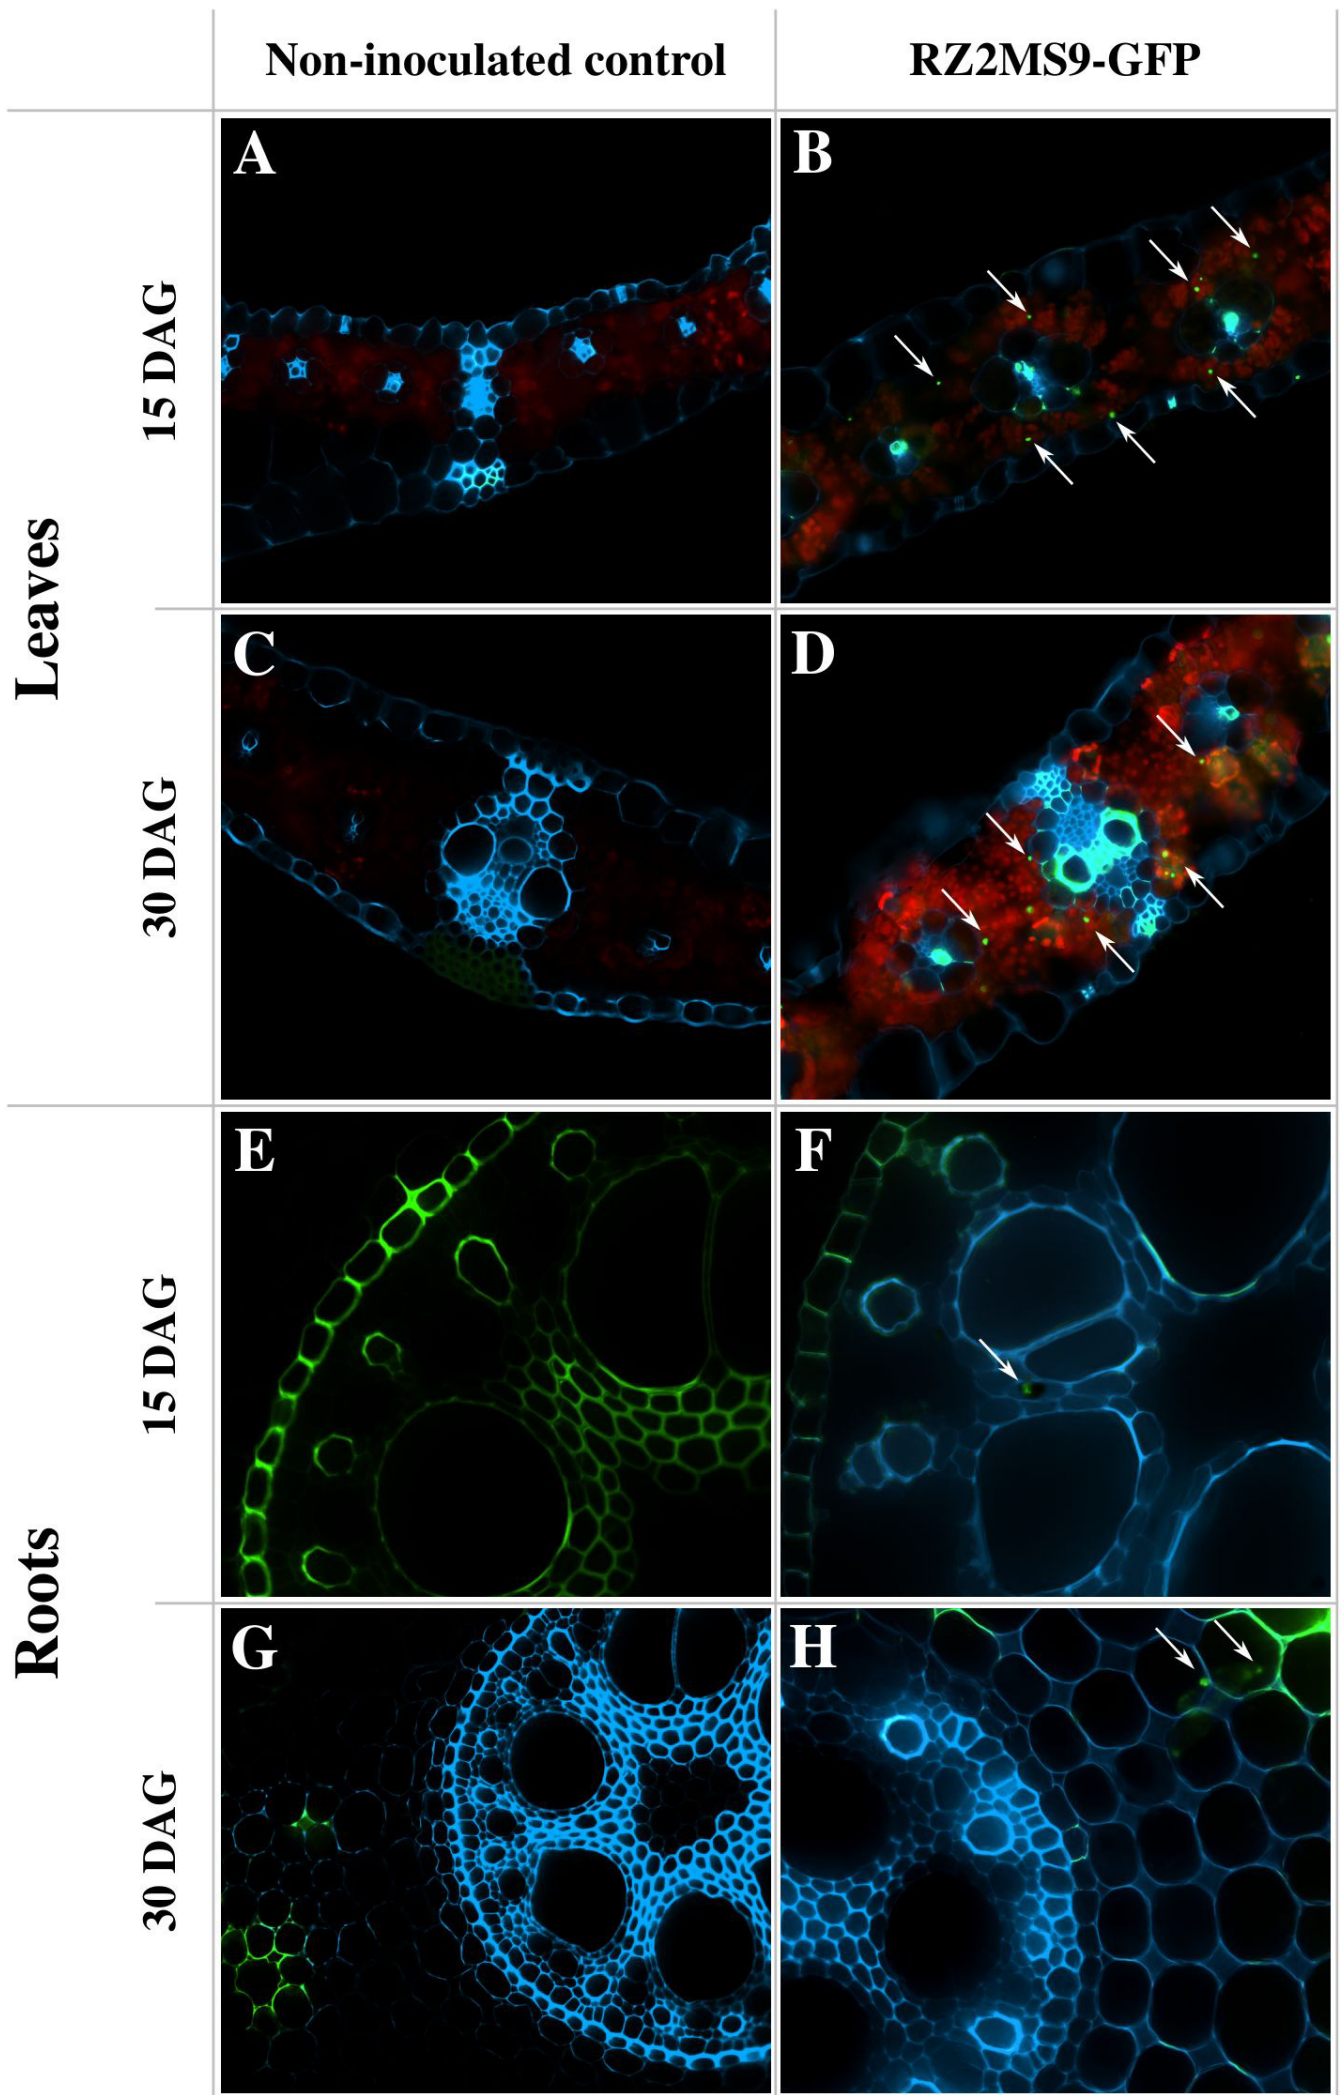 Non-inoculated control
RZ2MS9-GFP
Leaves
15 DAG
A
B
30 DAG
C
D
Roots
15 DAG
E
F
30 DAG
G
H